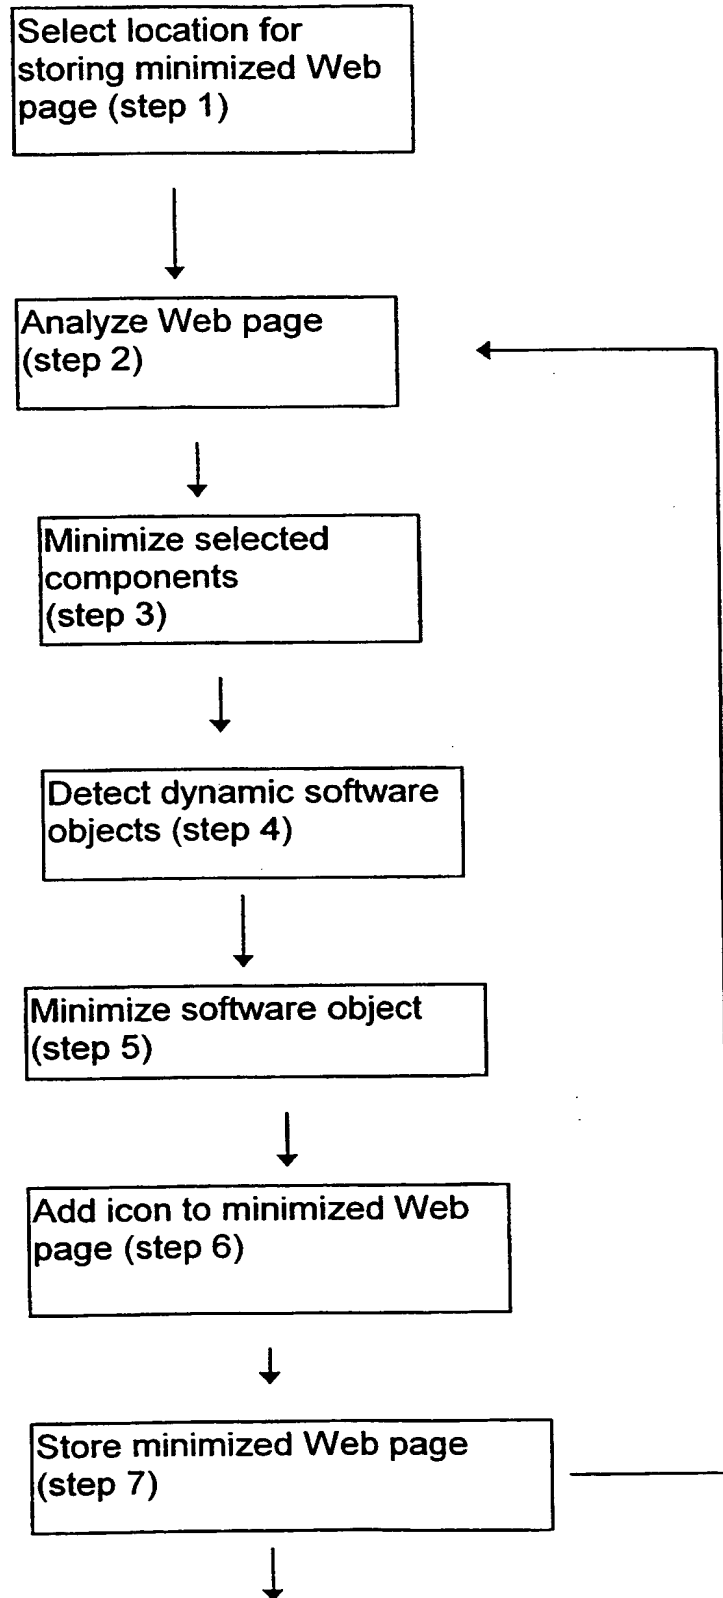 Select location for
storing minimized Web
page (step 1)
Analyze Web page
(step 2)
Minimize selected
components
(step 3)
Detect dynamic software
objects (step 4)
Minimize software object
(step 5)
Add icon to minimized Web
page (step 6)
Store minimized Web page
(step 7)